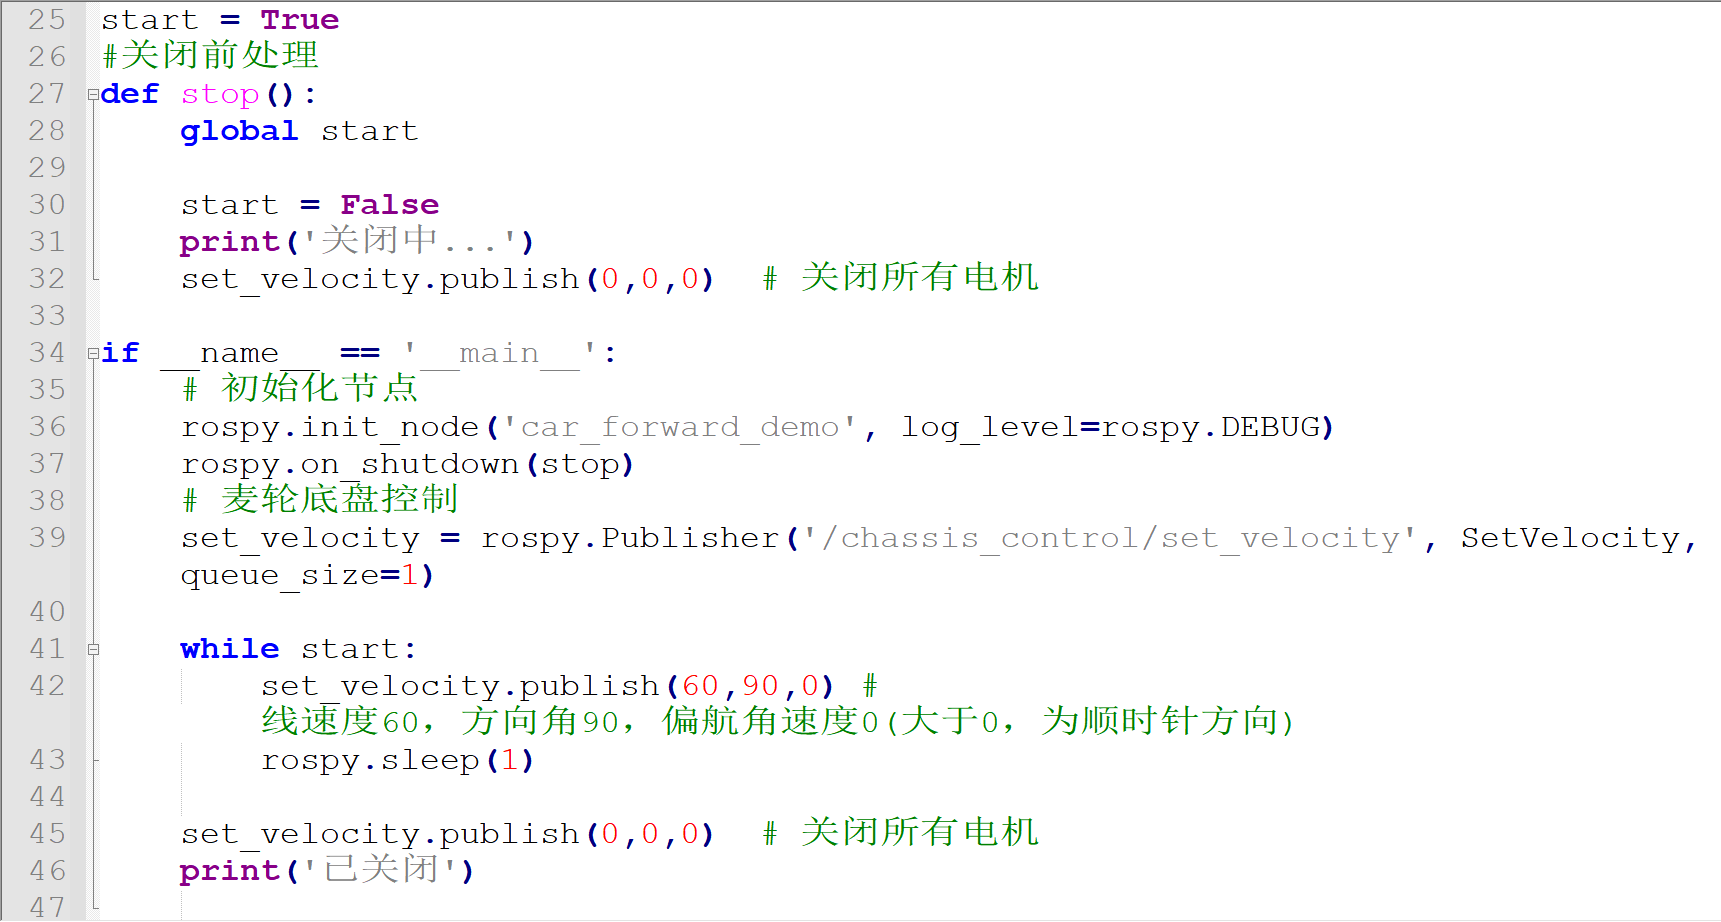 25 start = True
26 #关闭前处理
27 def stop():
28     global start
29
30     start = False
31     print('关闭中...')
32     set_velocity.publish(0,0,0)  # 关闭所有电机
33
34 if __name__ == '__main__':
35     # 初始化节点
36     rospy.init_node('car_forward_demo', log_level=rospy.DEBUG)
37     rospy.on_shutdown(stop)
38     # 麦轮底盘控制
39     set_velocity = rospy.Publisher('/chassis_control/set_velocity', SetVelocity,
    queue_size=1)
40
41     while start:
42         set_velocity.publish(60,90,0) #
        线速度60，方向角90，偏航角速度0(大于0，为顺时针方向)
43         rospy.sleep(1)
44
45     set_velocity.publish(0,0,0)  # 关闭所有电机
46     print('已关闭')
47